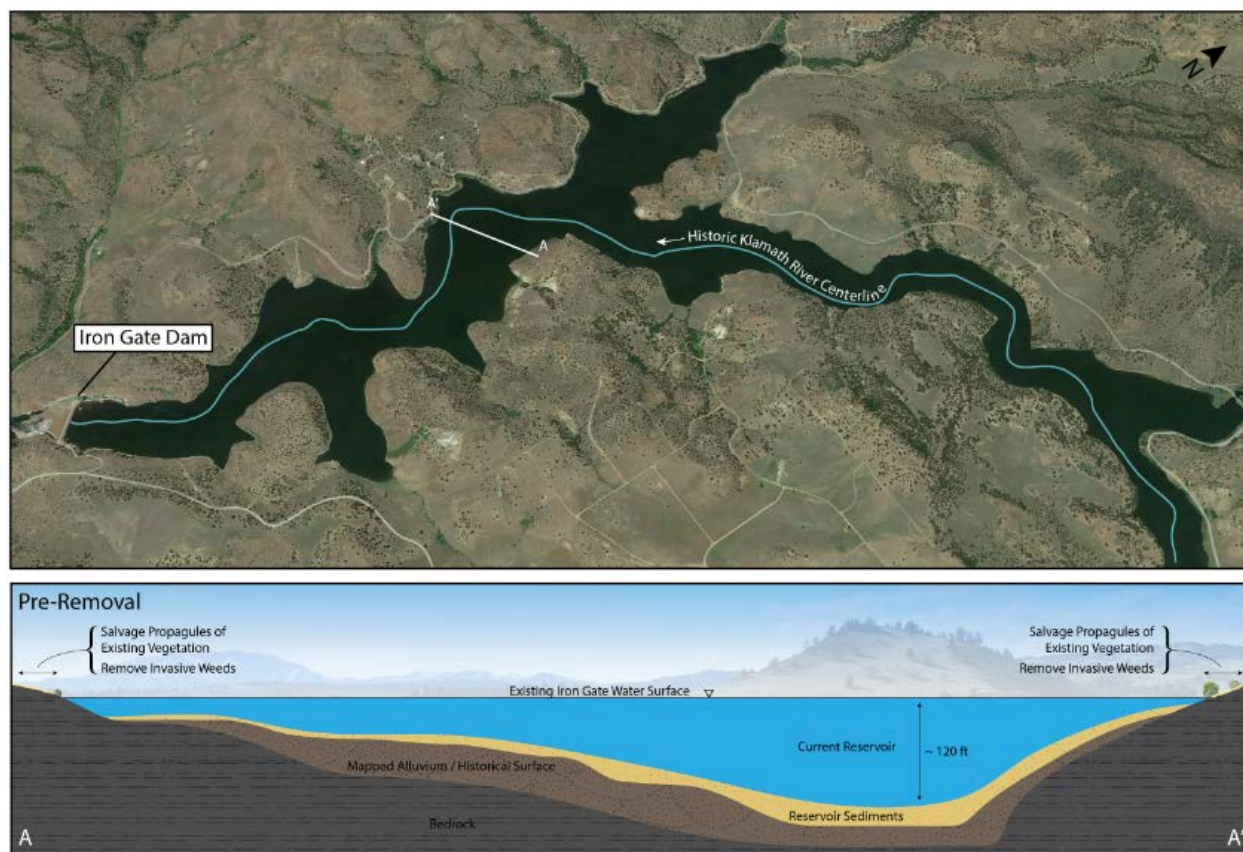 N
A'
A
Historic Klamath River Centerline
Iron Gate Dam
Pre-Removal
Salvage Propagules of
Existing Vegetation
Remove Invasive Weeds
Salvage Propagules of
Existing Vegetation
Remove Invasive Weeds
Existing Iron Gate Water Surface
Current Reservoir
~ 120 ft
Mapped Alluvium / Historical Surface
Reservoir Sediments
Bedrock
A
A'